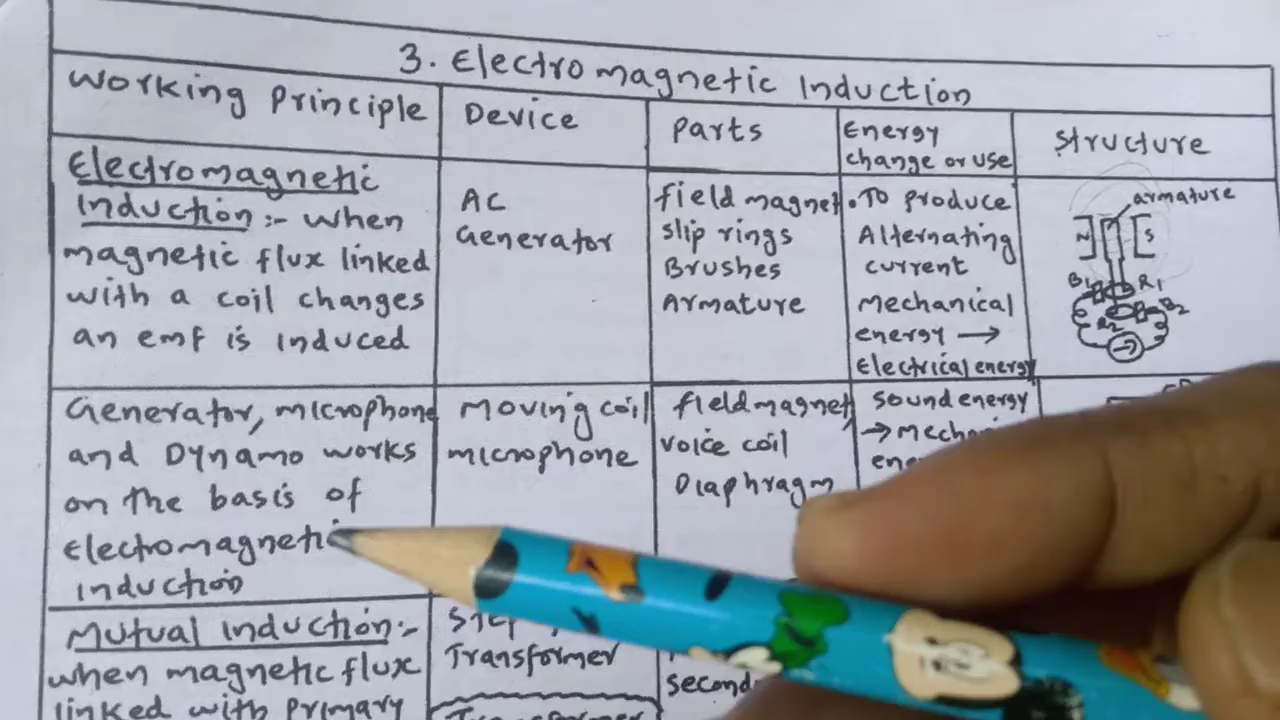 3. Electromagnetic Induction
Working Principle
Device
Parts
Energy
change or use
Structure
Electromagnetic
Induction:- When
magnetic flux linked
with a coil changes
an emf is induced
AC
Generator
field magnet
slip rings
Brushes
Armature
.To produce
Alternating
current
Mechanical
energy →
Electrical energy
armature
N
S
B1
R1
B2
R2
Generator, microphone
and Dynamo works
on the basis of
Electromagneti
induction
Moving coil
microphone
field magnet
voice coil
Diaphragm
Sound energy
Mutual induction:-
when magnetic flux
linked with primary
Transformer